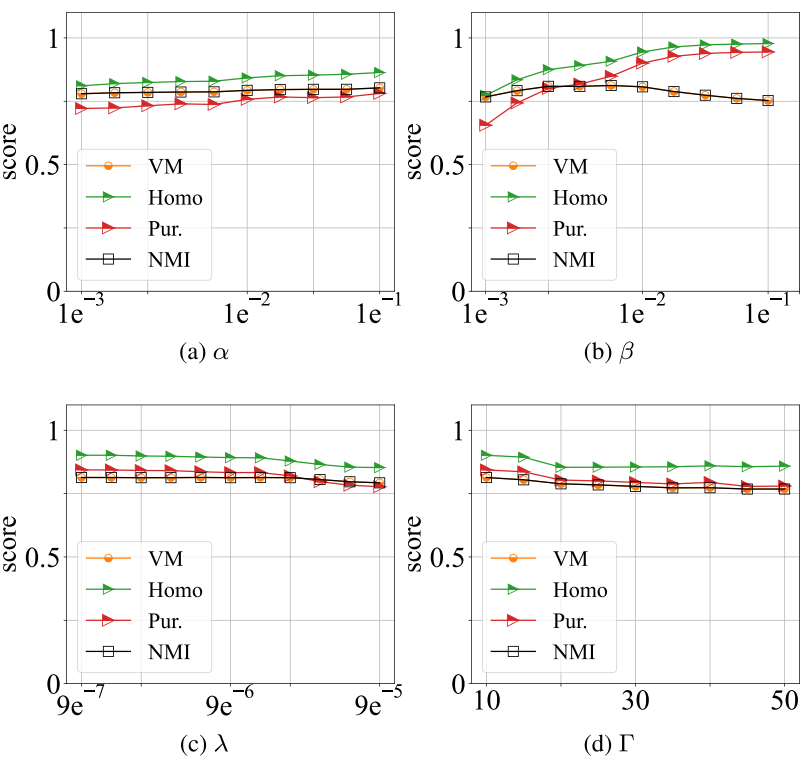 1
0.5
0
score
VM
Homo
Pur.
NMI
1e⁻³ 1e⁻² 1e⁻¹
(a) α
1
0.5
0
score
VM
Homo
Pur.
NMI
1e⁻³ 1e⁻² 1e⁻¹
(b) β
1
0.5
0
score
VM
Homo
Pur.
NMI
9e⁻⁷ 9e⁻⁶ 9e⁻⁵
(c) λ
1
0.5
0
score
VM
Homo
Pur.
NMI
10 30 50
(d) Γ